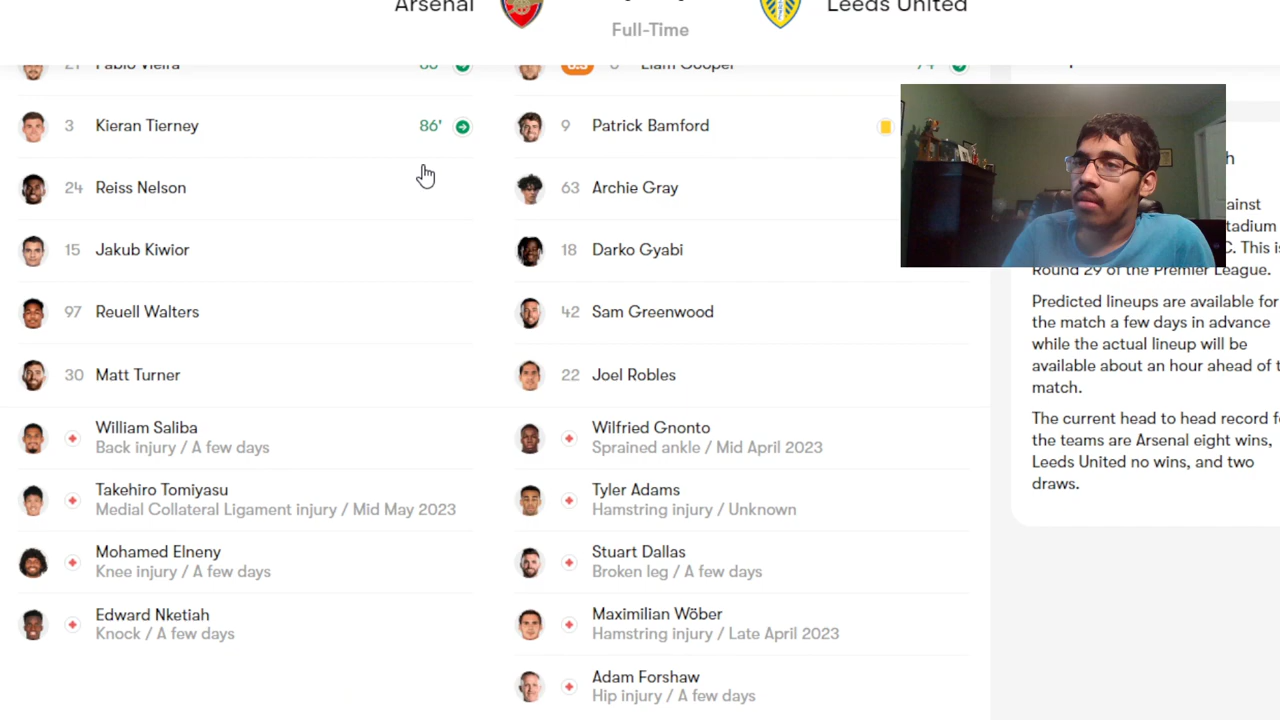 Arsenal
Leeds United
Full-Time
21 Fabio Vieira
Liam Cooper 74'
3 Kieran Tierney 86'
9 Patrick Bamford
24 Reiss Nelson
63 Archie Gray
15 Jakub Kiwior
18 Darko Gyabi
97 Reuell Walters
42 Sam Greenwood
30 Matt Turner
22 Joel Robles
William Saliba
Back injury / A few days
Wilfried Gnonto
Sprained ankle / Mid April 2023
Takehiro Tomiyasu
Medial Collateral Ligament injury / Mid May 2023
Tyler Adams
Hamstring injury / Unknown
Mohamed Elneny
Knee injury / A few days
Stuart Dallas
Broken leg / A few days
Edward Nketiah
Knock / A few days
Maximilian Wöber
Hamstring injury / Late April 2023
Adam Forshaw
Hip injury / A few days
Round 29 of the Premier League.
Predicted lineups are available for
the match a few days in advance
while the actual lineup will be
available about an hour ahead of
match.
The current head to head record
the teams are Arsenal eight wins,
Leeds United no wins, and two
draws.